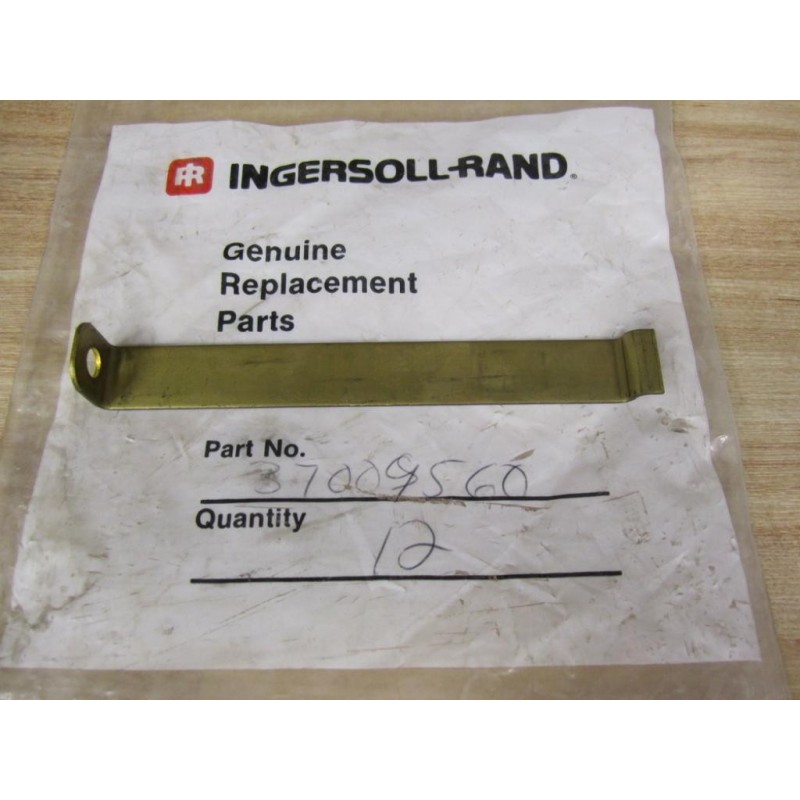 IR INGERSOLL-RAND®
Genuine
Replacement
Parts
Part No.
37009560
Quantity
12